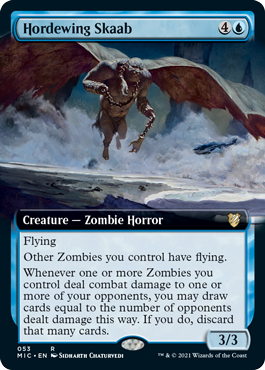 Hordewing Skaab 4
Creature — Zombie Horror
Flying
Other Zombies you control have flying.
Whenever one or more Zombies you
control deal combat damage to one or
more of your opponents, you may draw
cards equal to the number of opponents
dealt damage this way. If you do, discard
that many cards.
3/3
053 R
MIC • EN Sidharth Chaturvedi ™ & © 2021 Wizards of the Coast